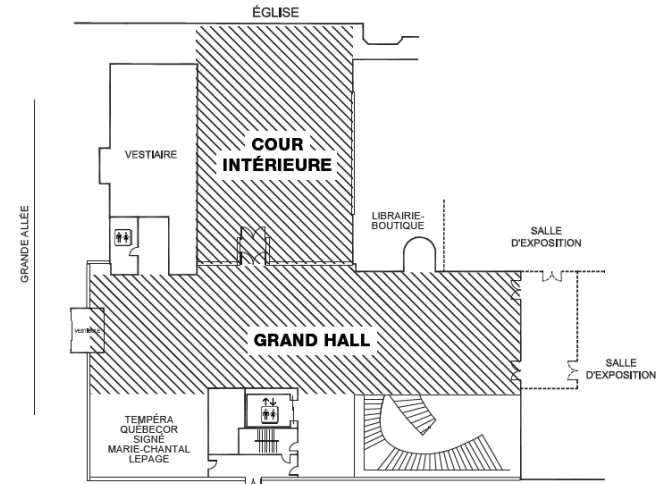 ÉGLISE
COUR
INTÉRIEURE
VESTIAIRE
GRANDE ALLÉE
LIBRAIRIE-
BOUTIQUE
SALLE
D'EXPOSITION
GRAND HALL
SALLE
D'EXPOSITION
TEMPÉRA
QUÉBECOR
SIGNÉ
MARIE-CHANTAL
LEPAGE